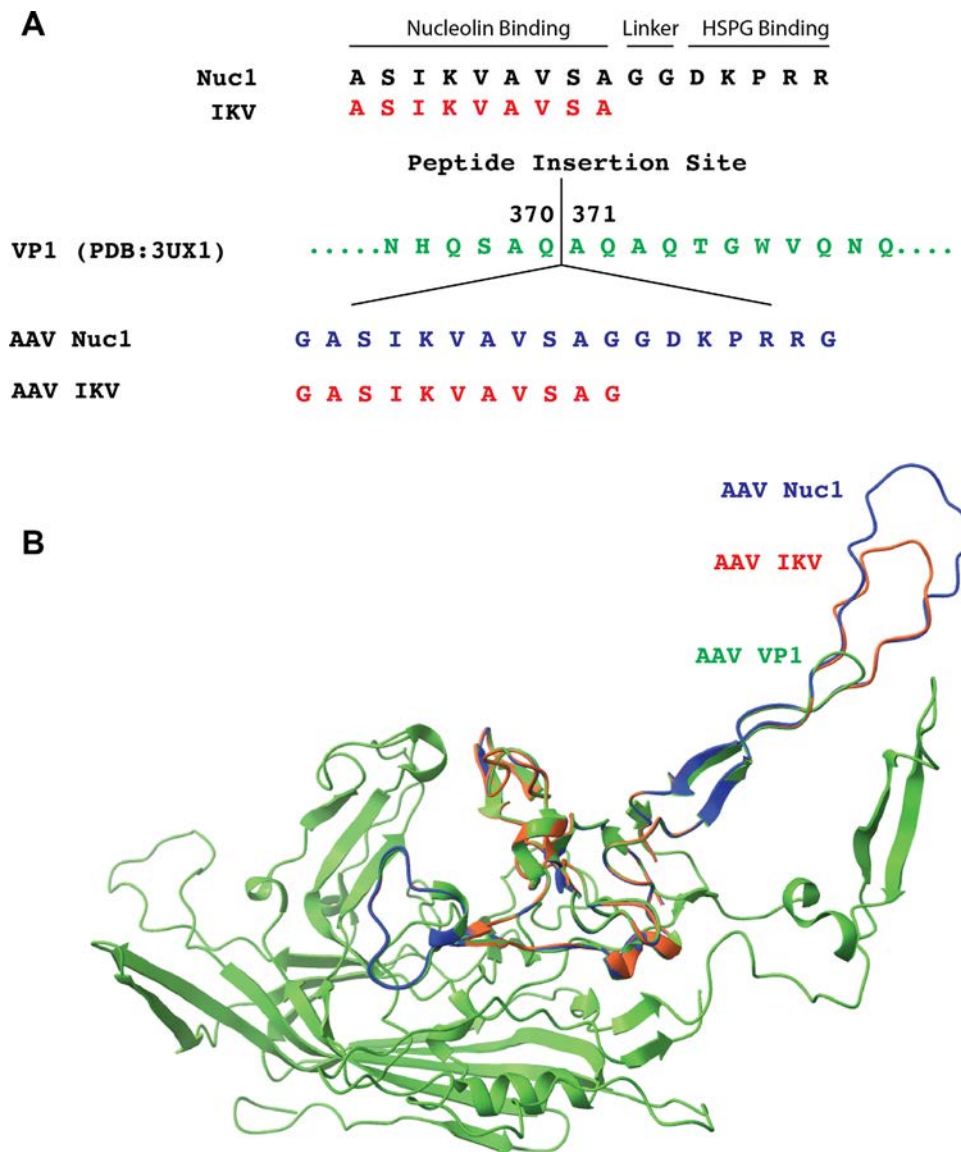 A
Nucleolin Binding Linker HSPG Binding
Nuc1 A S I K V A V S A G G D K P R R
IKV A S I K V A V S A
Peptide Insertion Site
370 371
VP1 (PDB:3UX1) .....N H Q S A Q A Q A Q T G W V Q N Q....
AAV Nuc1 G A S I K V A V S A G G D K P R R G
AAV IKV G A S I K V A V S A G
AAV Nuc1
B
AAV IKV
AAV VP1